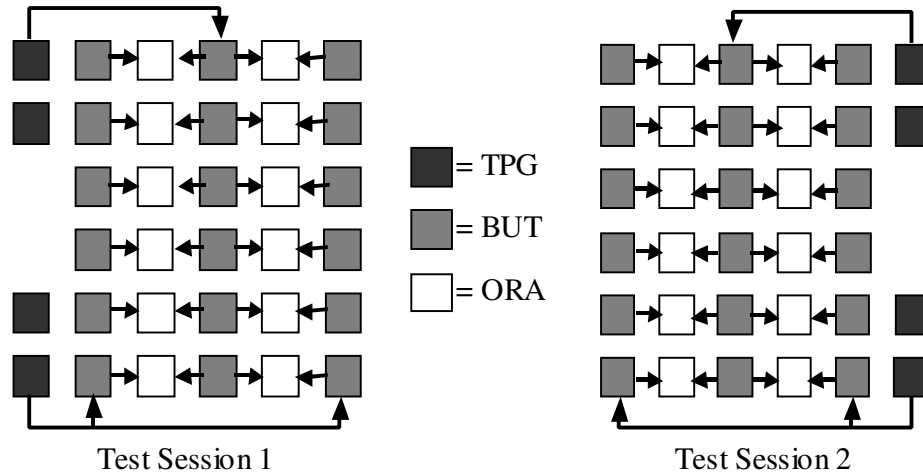 = TPG
= BUT
= ORA
Test Session 1
Test Session 2